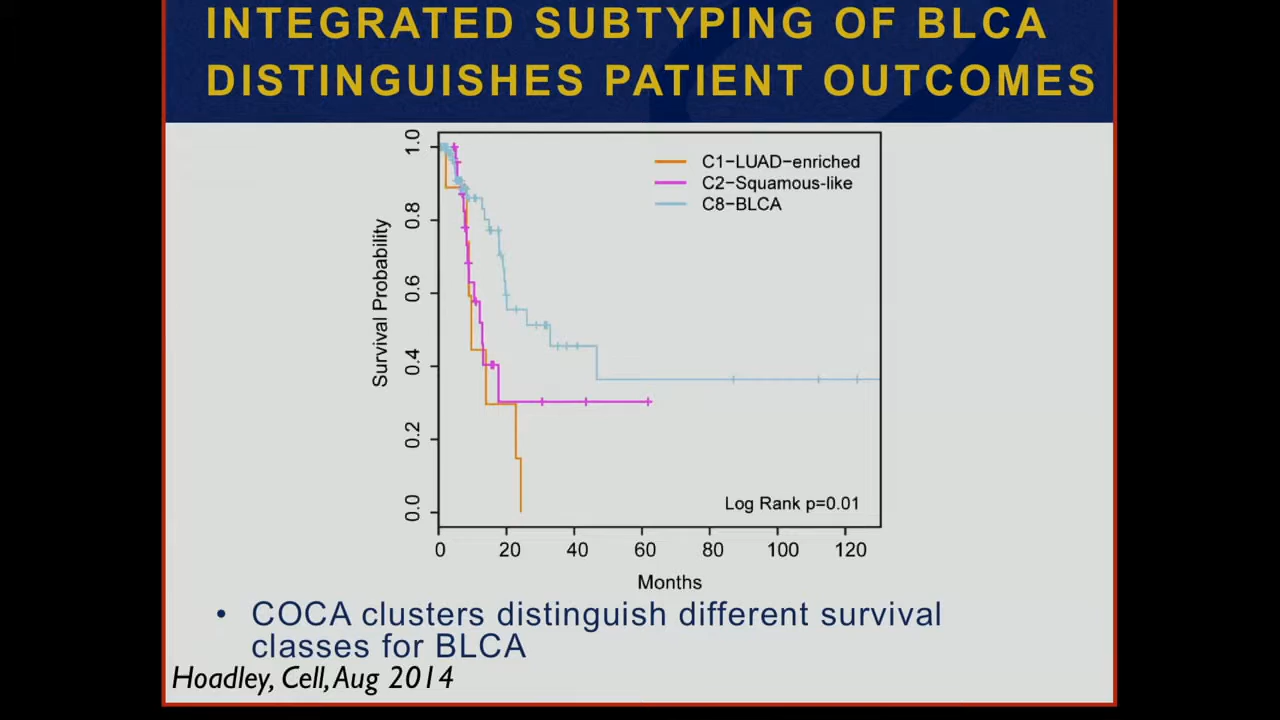 INTEGRATED SUBTYPING OF BLCA
DISTINGUISHES PATIENT OUTCOMES
C1−LUAD−enriched
C2−Squamous-like
C8−BLCA
Survival Probability
1.0
0.8
0.6
0.4
0.2
0.0
Log Rank p=0.01
0 20 40 60 80 100 120
Months
• COCA clusters distinguish different survival
classes for BLCA
Hoadley, Cell, Aug 2014